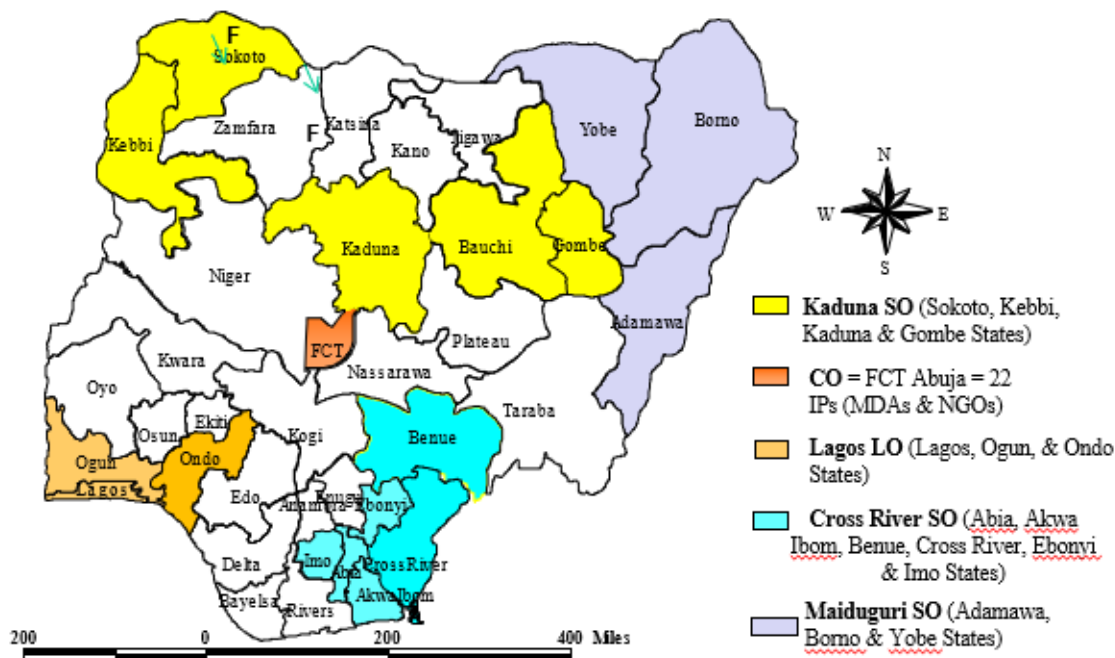 F
Sokoto
Kebbi
Zamfara
F
Katsina
Kano
Jigawa
Yobe
Borno
Kaduna
Bauchi
Gombe
Niger
Adamawa
FCT
Plateau
Nassarawa
Kwara
Oyo
Taraba
Osun
Ekiti
Kogi
Benue
Ogun
Ondo
Lagos
Edo
Anambra
Enugu
Ebonyi
Delta
Imo
Abia
Cross River
Bayelsa
Rivers
Akwa Ibom
N
W E
S
Kaduna SO (Sokoto, Kebbi,
Kaduna & Gombe States)
CO = FCT Abuja = 22
IPs (MDAs & NGOs)
Lagos LO (Lagos, Ogun, & Ondo
States)
Cross River SO (Abia, Akwa
Ibom, Benue, Cross River, Ebonyi
& Imo States)
Maiduguri SO (Adamawa,
Borno & Yobe States)
200 0 200 400 Miles